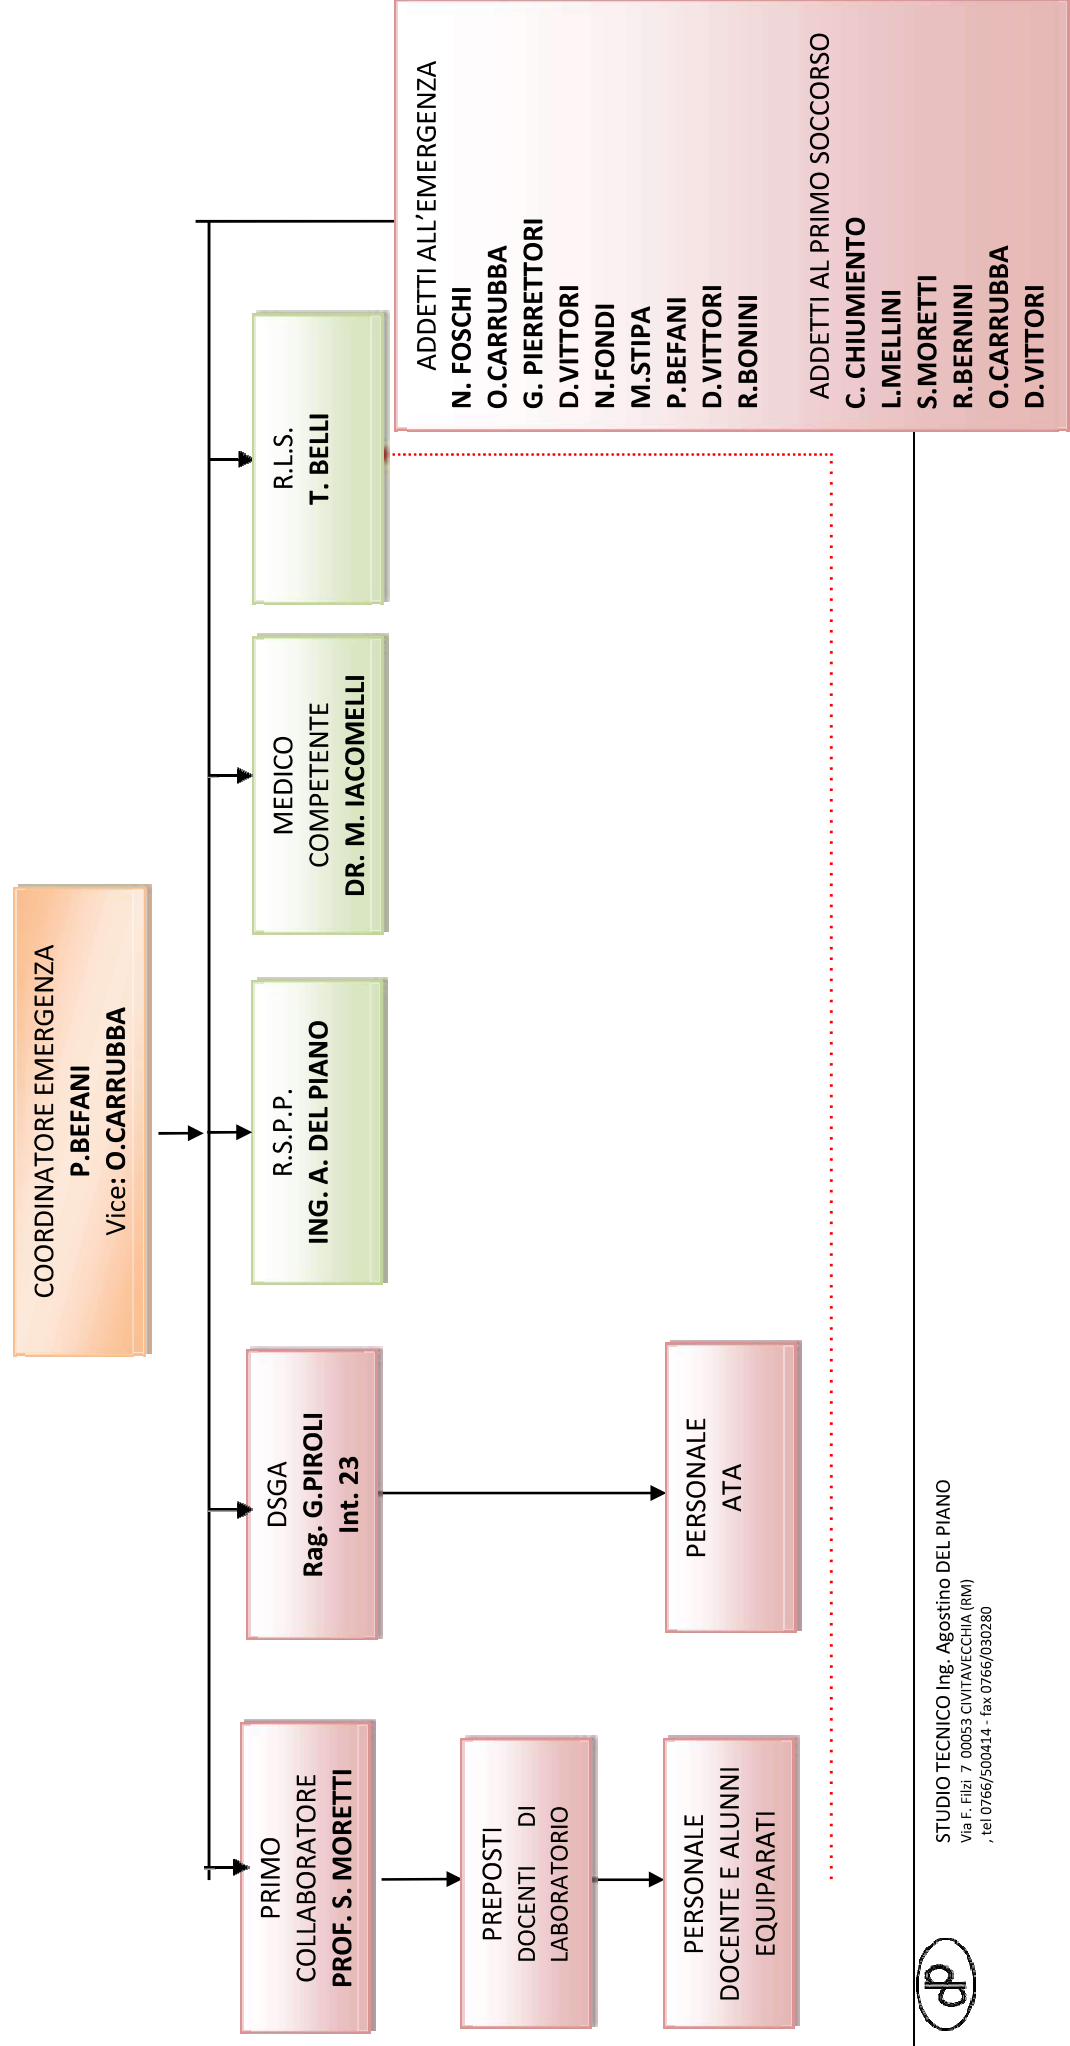 COORDINATORE EMERGENZA
P.BEFANI
Vice: O.CARRUBBA
PRIMO
COLLABORATORE
PROF. S. MORETTI
DSGA
Rag. G.PIROLI
Int. 23
R.S.P.P.
ING. A. DEL PIANO
MEDICO
COMPETENTE
DR. M. IACOMELLI
R.L.S.
T. BELLI
ADDETTI ALL’EMERGENZA
N. FOSCHI
O.CARRUBBA
G. PIERRETTORI
D.VITTORI
N.FONDI
M.STIPA
P.BEFANI
D.VITTORI
R.BONINI
ADDETTI AL PRIMO SOCCORSO
C. CHIUMIENTO
L.MELLINI
S.MORETTI
R.BERNINI
O.CARRUBBA
D.VITTORI
PREPOSTI
DOCENTI DI
LABORATORIO
PERSONALE
DOCENTE E ALUNNI
EQUIPARATI
PERSONALE
ATA
dp
STUDIO TECNICO Ing. Agostino DEL PIANO
Via F. Filzi 7 00053 CIVITAVECCHIA (RM)
, tel 0766/500414 - fax 0766/030280